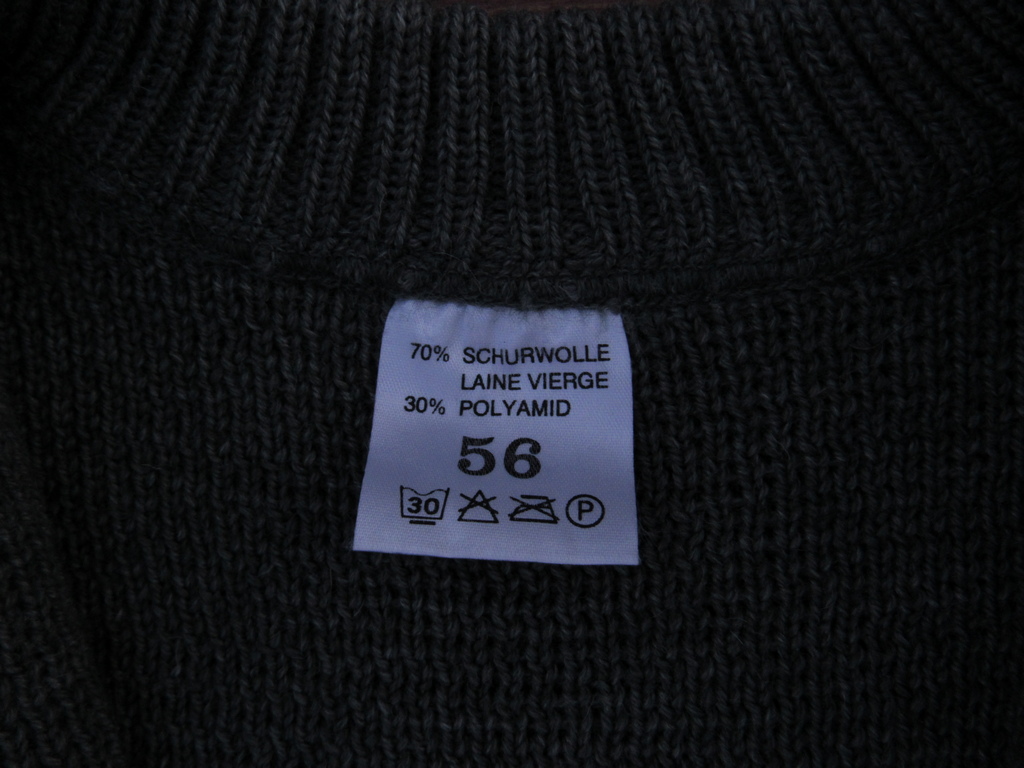 70% SCHURWOLLE
LAINE VIERGE
30% POLYAMID
56
30 P